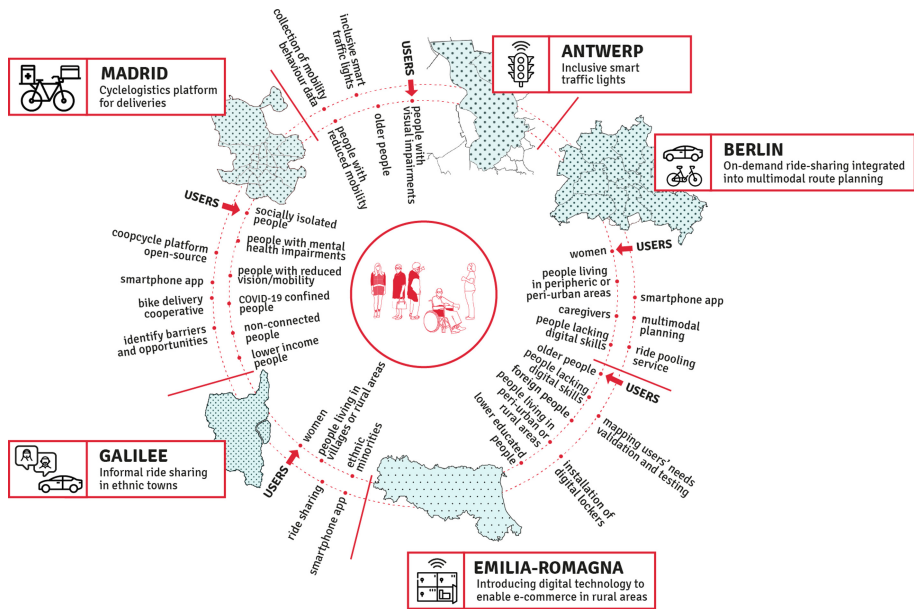 MADRID
Cyclelogistics platform
for deliveries
collection of mobility
behaviour data
inclusive smart
traffic lights
USERS
people with
reduced mobility
older people
people with
visual impairments
ANTWERP
Inclusive smart
traffic lights
BERLIN
On-demand ride-sharing integrated
into multimodal route planning
USERS
women
people living
in peripheric or
peri-urban areas
caregivers
people lacking
digital skills
smartphone app
multimodal
planning
ride pooling
service
USERS
older people
people lacking
digital skills
foreign people
people living in
peri-urban or
rural areas
lower educated
people
mapping users' needs
validation and testing
installation of
digital lockers
EMILIA-ROMAGNA
Introducing digital technology to
enable e-commerce in rural areas
USERS
women
people living in
villages or rural areas
ethnic
minorities
ride sharing
smartphone app
GALILEE
Informal ride sharing
in ethnic towns
USERS
socially isolated
people
people with mental
health impairments
people with reduced
vision/mobility
COVID-19 confined
people
non-connected
people
lower income
people
coopcycle platform
open-source
smartphone app
bike delivery
cooperative
identify barriers
and opportunities